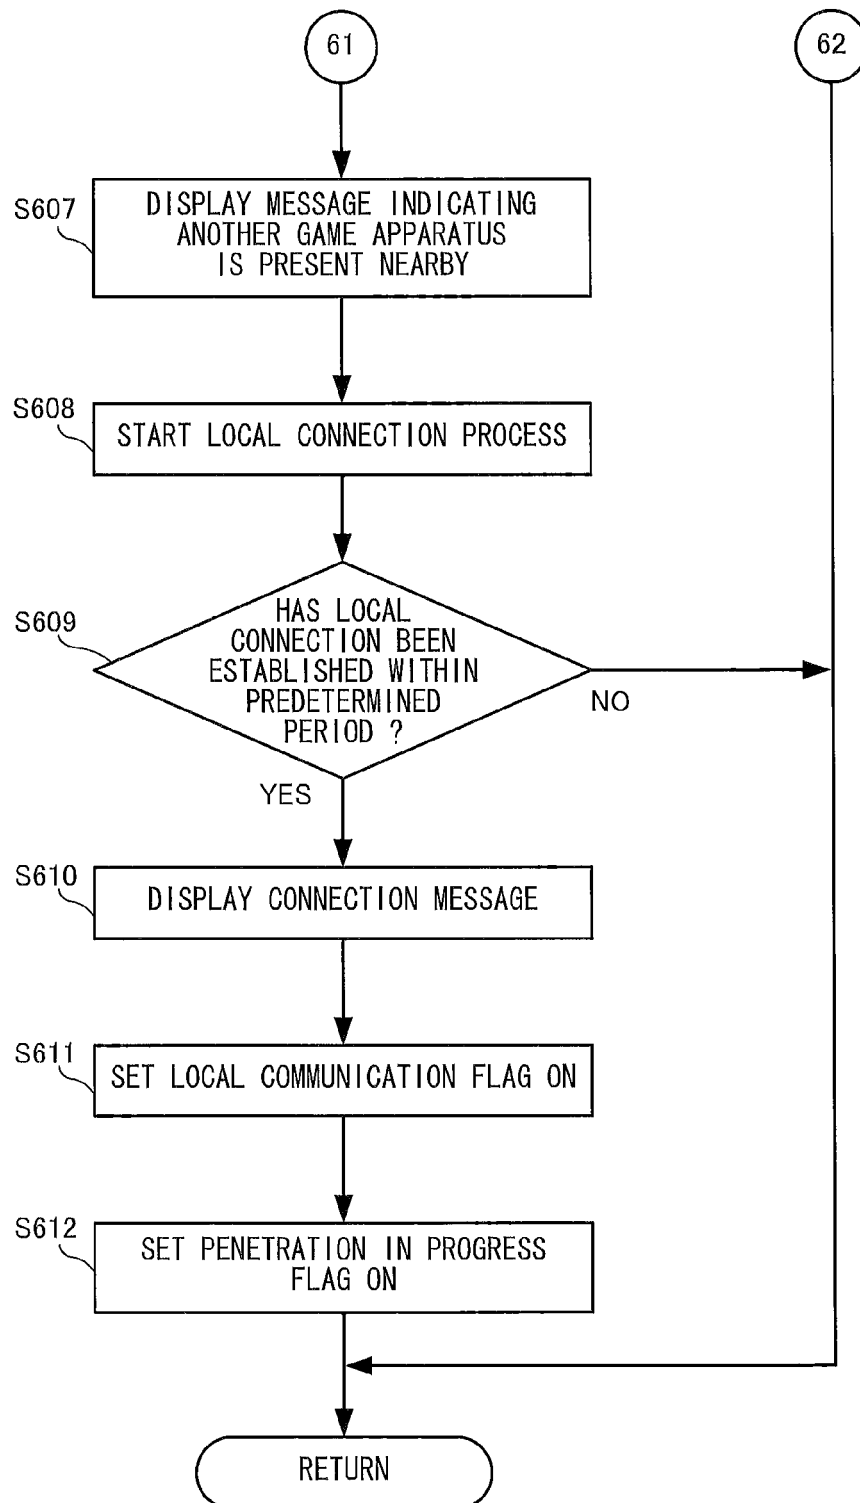 61
62
S607
DISPLAY MESSAGE INDICATING
ANOTHER GAME APPARATUS
IS PRESENT NEARBY
S608
START LOCAL CONNECTION PROCESS
S609
HAS LOCAL
CONNECTION BEEN
ESTABLISHED WITHIN
PREDETERMINED
PERIOD ?
NO
YES
S610
DISPLAY CONNECTION MESSAGE
S611
SET LOCAL COMMUNICATION FLAG ON
S612
SET PENETRATION IN PROGRESS
FLAG ON
RETURN